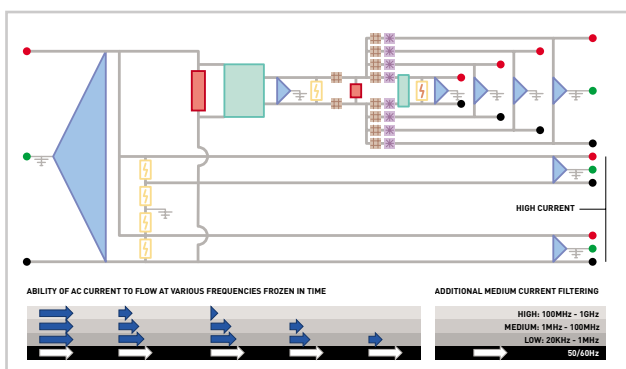 HIGH CURRENT
ABILITY OF AC CURRENT TO FLOW AT VARIOUS FREQUENCIES FROZEN IN TIME
ADDITIONAL MEDIUM CURRENT FILTERING
HIGH: 100MHz - 1GHz
MEDIUM: 1MHz - 100MHz
LOW: 20KHz - 1MHz
50/60Hz